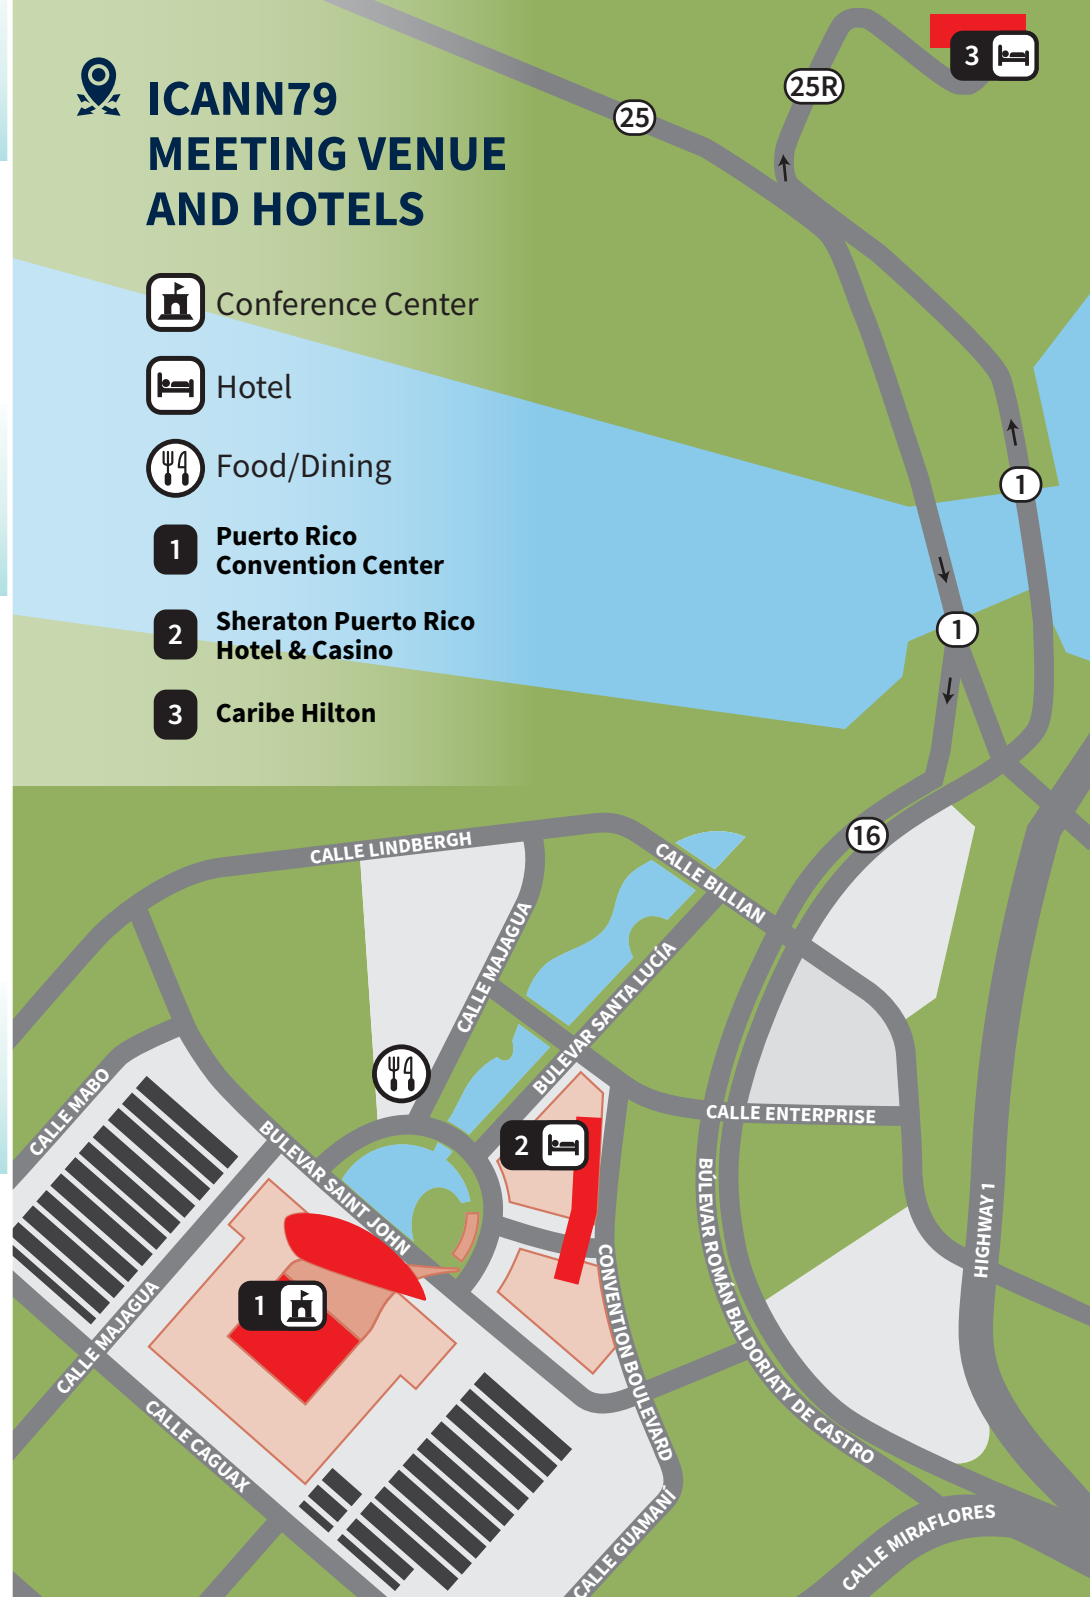 ICANN79
MEETING VENUE
AND HOTELS
Conference Center
Hotel
Food/Dining
1
Puerto Rico
Convention Center
2
Sheraton Puerto Rico
Hotel & Casino
3
Caribe Hilton
3
25R
25
1
1
16
CALLE LINDBERGH
CALLE BILLIAN
CALLE MAJAGUA
BULEVAR SANTA LUCÍA
CALLE MABO
BULEVAR SAINT JOHN
2
CALLE ENTERPRISE
BÚLEVAR ROMÁN BALDORIATY DE CASTRO
HIGHWAY 1
1
CONVENTION BOULEVARD
CALLE MAJAGUA
CALLE CAGUAX
CALLE GUAMANÍ
CALLE MIRAFLORES